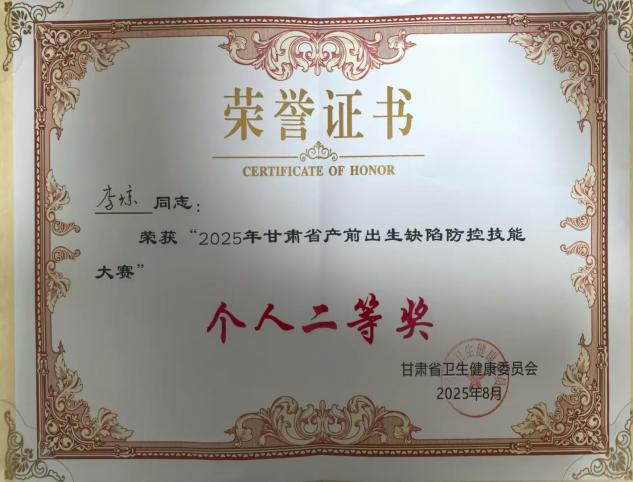 荣誉证书
CERTIFICATE OF HONOR
李琼 同志：
荣获“2025年甘肃省产前出生缺陷防控技能
大赛”
个人二等奖
甘肃省卫生健康委员会
2025年8月